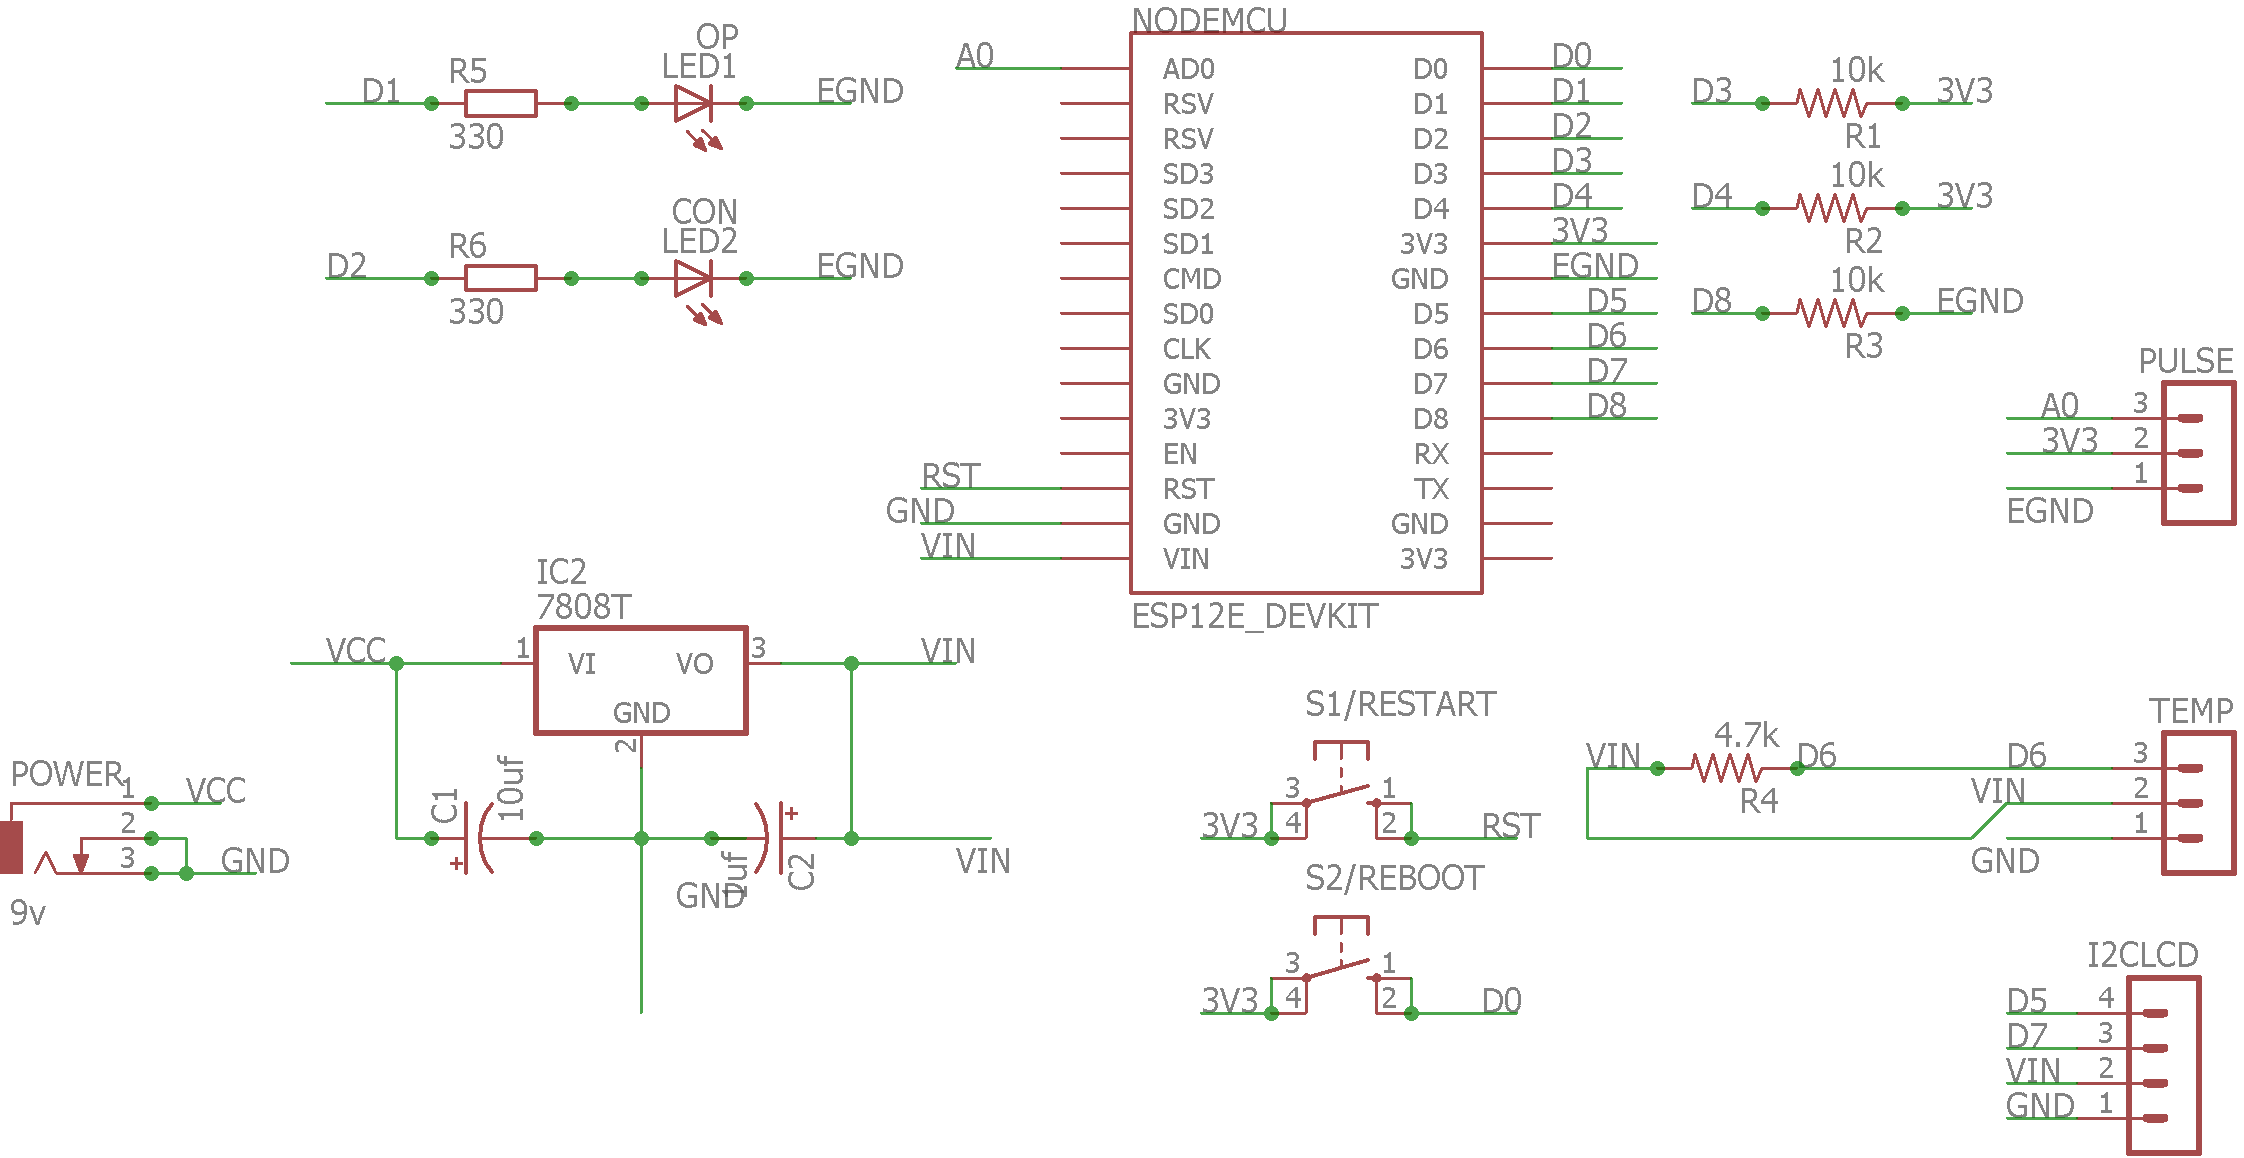 D1
R5
330
OP
LED1
EGND
D2
R6
330
CON
LED2
EGND
NODEMCU
A0
AD0
RSV
RSV
SD3
SD2
SD1
CMD
SD0
CLK
GND
3V3
EN
RST
RST
GND
GND
VIN
VIN
D0
D0
D1
D1
D2
D2
D3
D3
D4
D4
3V3
3V3
GND
EGND
D5
D5
D6
D6
D7
D7
D8
D8
RX
TX
GND
3V3
ESP12E_DEVKIT
D3
10k
R1
3V3
D4
10k
R2
3V3
D8
10k
R3
EGND
PULSE
A0
3
3V3
2
1
EGND
IC2
7808T
VCC
1
VI
VO
3
VIN
GND
2
C1
+
10uf
GND
1uf
+
C2
VIN
POWER
1
VCC
2
3
GND
9v
S1/RESTART
3
1
3V3
4
2
RST
S2/REBOOT
3
1
3V3
4
2
D0
TEMP
VIN
4.7k
R4
D6
D6
3
VIN
2
1
GND
I2CLCD
D5
4
D7
3
VIN
2
GND
1